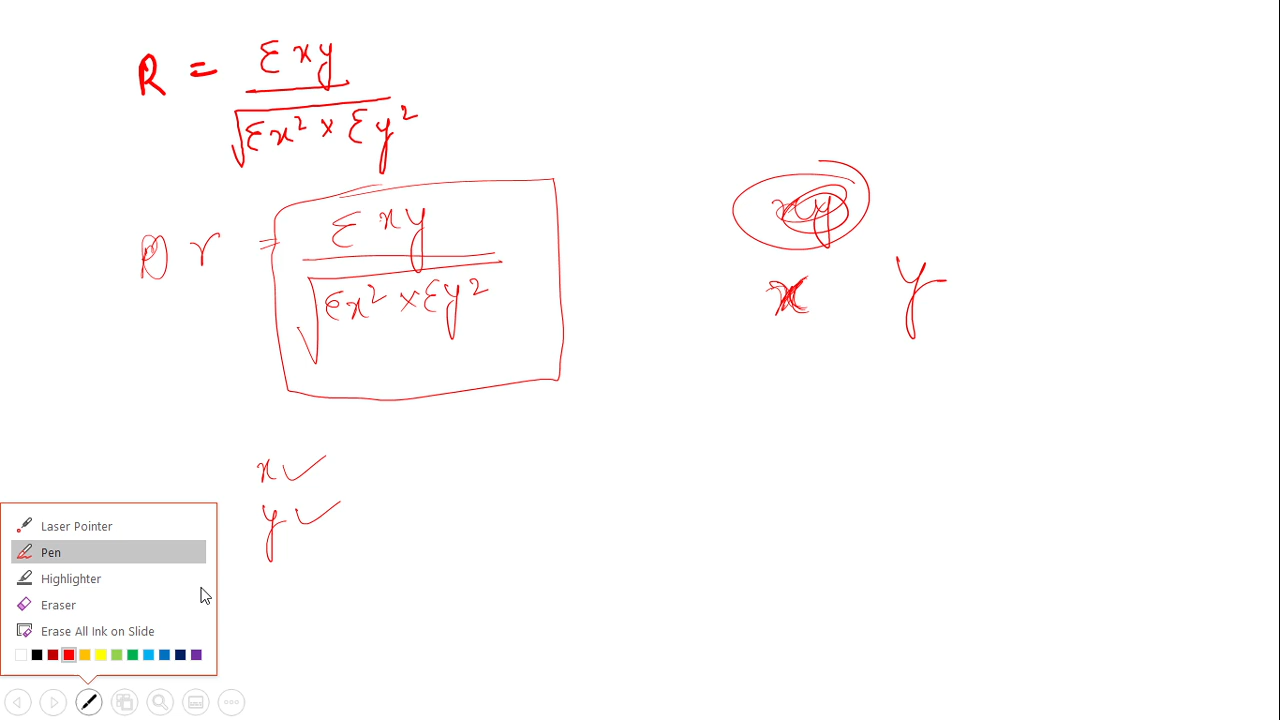 R = Σxy / √Σx² × Σy²
r = Σxy / √Σx² × Σy²
xy
x y
x ✓
y ✓
Laser Pointer
Pen
Highlighter
Eraser
Erase All Ink on Slide